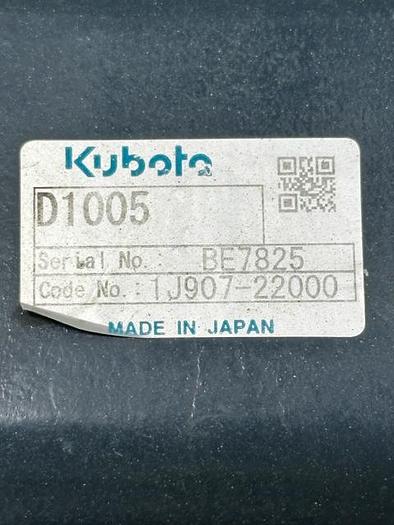 Kubota
D1005
Serial No.: BE7825
Code No.: 1J907-22000
MADE IN JAPAN